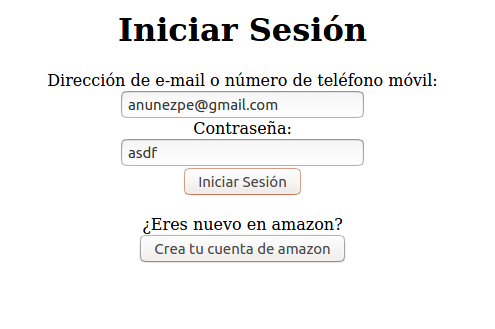 Iniciar Sesión
Dirección de e-mail o número de teléfono móvil:
anunezpe@gmail.com
Contraseña:
asdf
Iniciar Sesión
¿Eres nuevo en amazon?
Crea tu cuenta de amazon